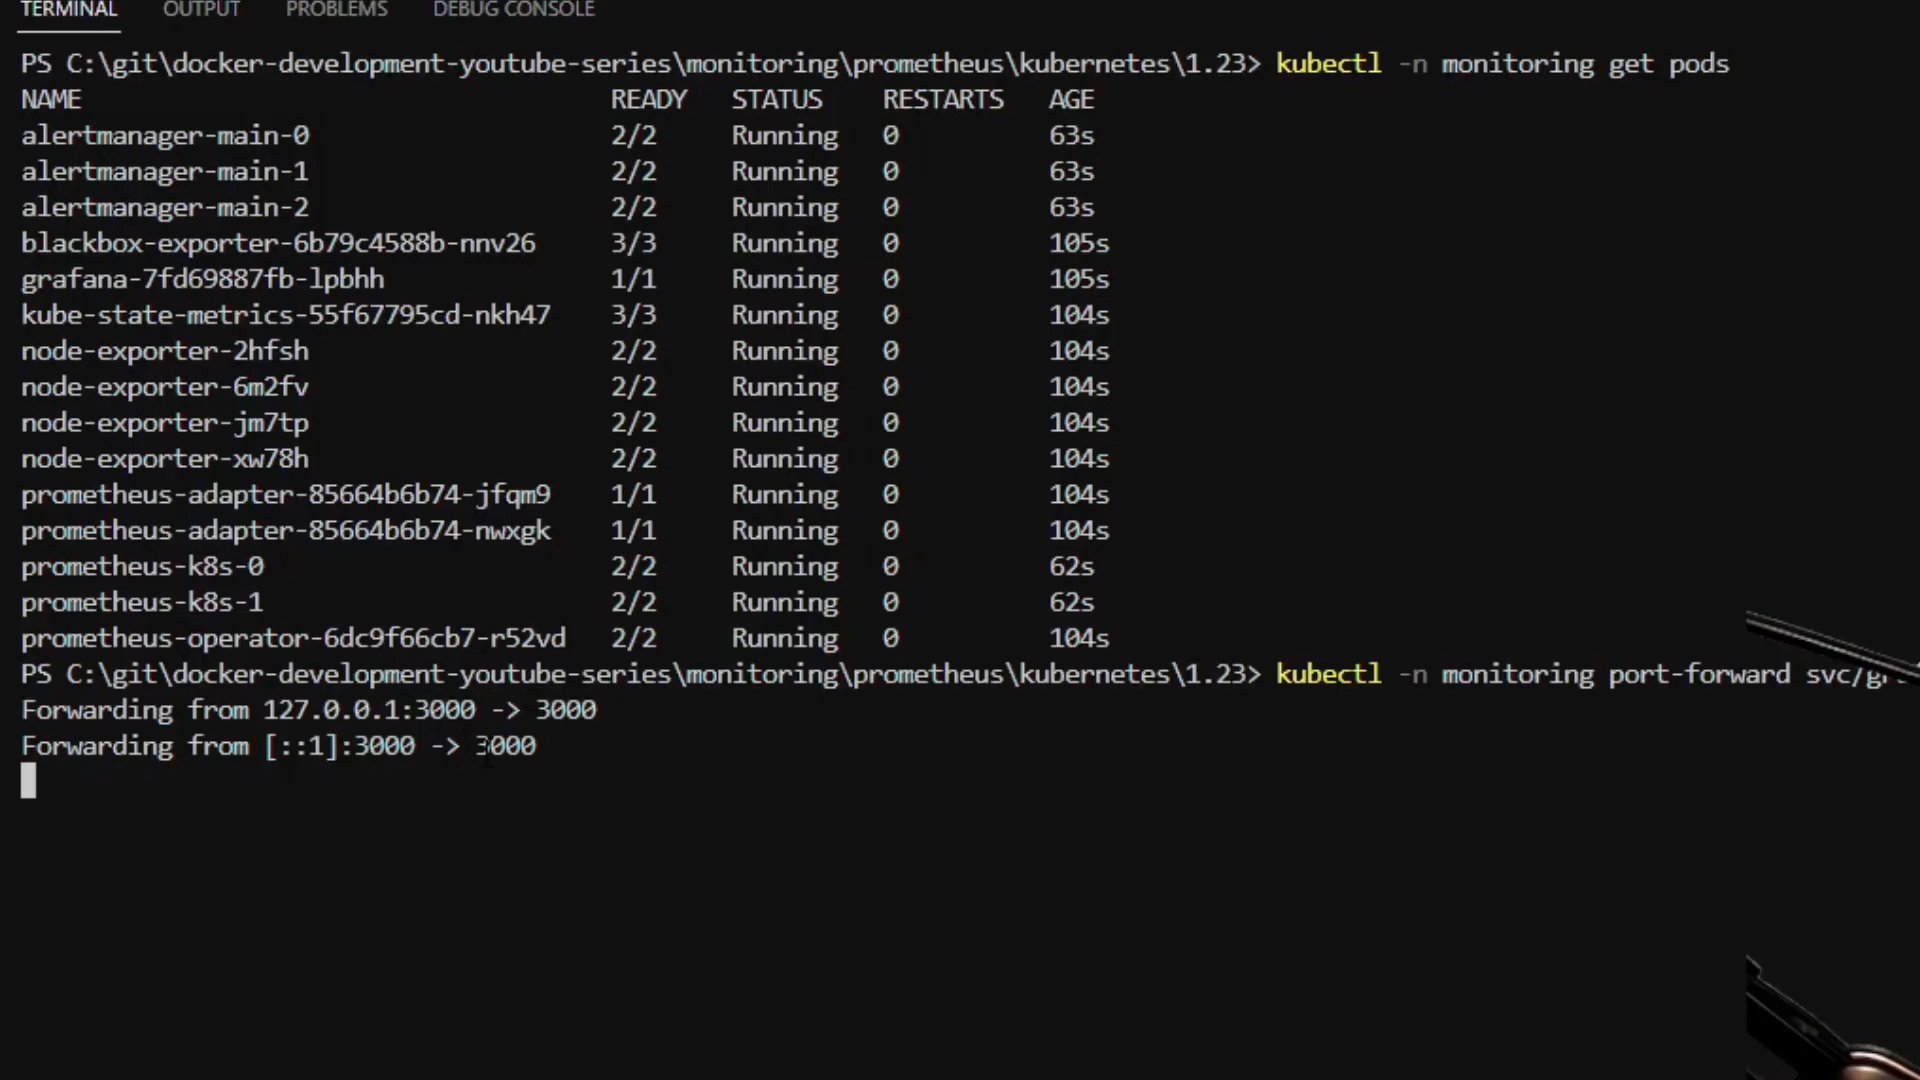 TERMINAL OUTPUT PROBLEMS DEBUG CONSOLE
PS C:\git\docker-development-youtube-series\monitoring\prometheus\kubernetes\1.23> kubectl -n monitoring get pods
NAME READY STATUS RESTARTS AGE
alertmanager-main-0 2/2 Running 0 63s
alertmanager-main-1 2/2 Running 0 63s
alertmanager-main-2 2/2 Running 0 63s
blackbox-exporter-6b79c4588b-nnv26 3/3 Running 0 105s
grafana-7fd69887fb-lpbhh 1/1 Running 0 105s
kube-state-metrics-55f67795cd-nkh47 3/3 Running 0 104s
node-exporter-2hfsh 2/2 Running 0 104s
node-exporter-6m2fv 2/2 Running 0 104s
node-exporter-jm7tp 2/2 Running 0 104s
node-exporter-xw78h 2/2 Running 0 104s
prometheus-adapter-85664b6b74-jfqm9 1/1 Running 0 104s
prometheus-adapter-85664b6b74-nwxgk 1/1 Running 0 104s
prometheus-k8s-0 2/2 Running 0 62s
prometheus-k8s-1 2/2 Running 0 62s
prometheus-operator-6dc9f66cb7-r52vd 2/2 Running 0 104s
PS C:\git\docker-development-youtube-series\monitoring\prometheus\kubernetes\1.23> kubectl -n monitoring port-forward
Forwarding from 127.0.0.1:3000 -> 3000
Forwarding from [::1]:3000 -> 3000